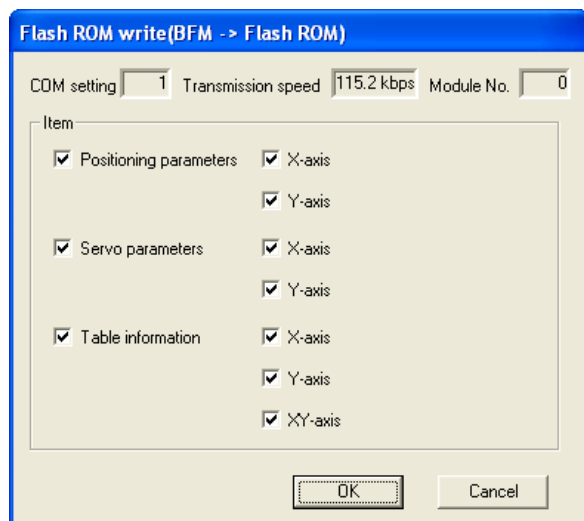 Flash ROM write(BFM -> Flash ROM)
COM setting 1 Transmission speed 115.2 kbps Module No. 0
Item
Positioning parameters X-axis
Y-axis
Servo parameters X-axis
Y-axis
Table information X-axis
Y-axis
XY-axis
OK Cancel